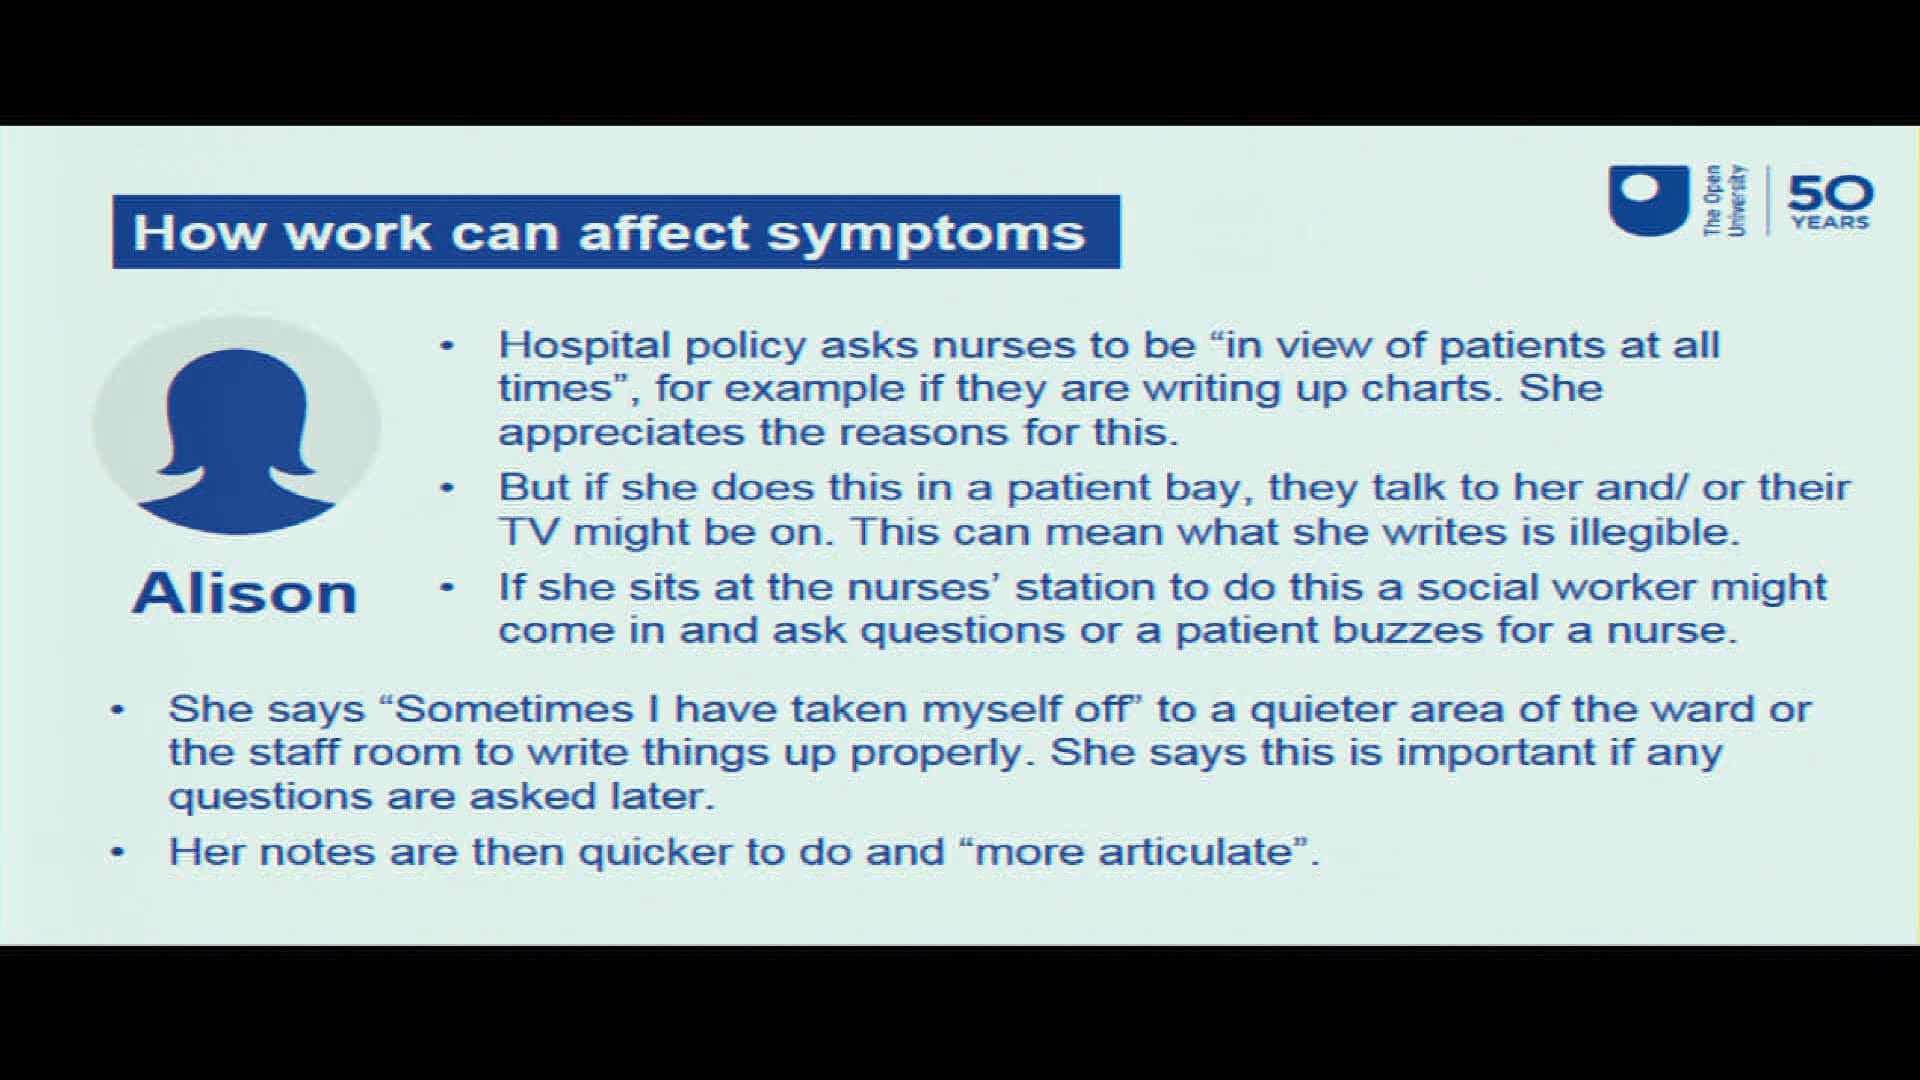 How work can affect symptoms
The Open
University
50
YEARS
• Hospital policy asks nurses to be “in view of patients at all
times”, for example if they are writing up charts. She
appreciates the reasons for this.
• But if she does this in a patient bay, they talk to her and/ or their
TV might be on. This can mean what she writes is illegible.
• If she sits at the nurses’ station to do this a social worker might
come in and ask questions or a patient buzzes for a nurse.
Alison
• She says “Sometimes I have taken myself off” to a quieter area of the ward or
the staff room to write things up properly. She says this is important if any
questions are asked later.
• Her notes are then quicker to do and “more articulate”.